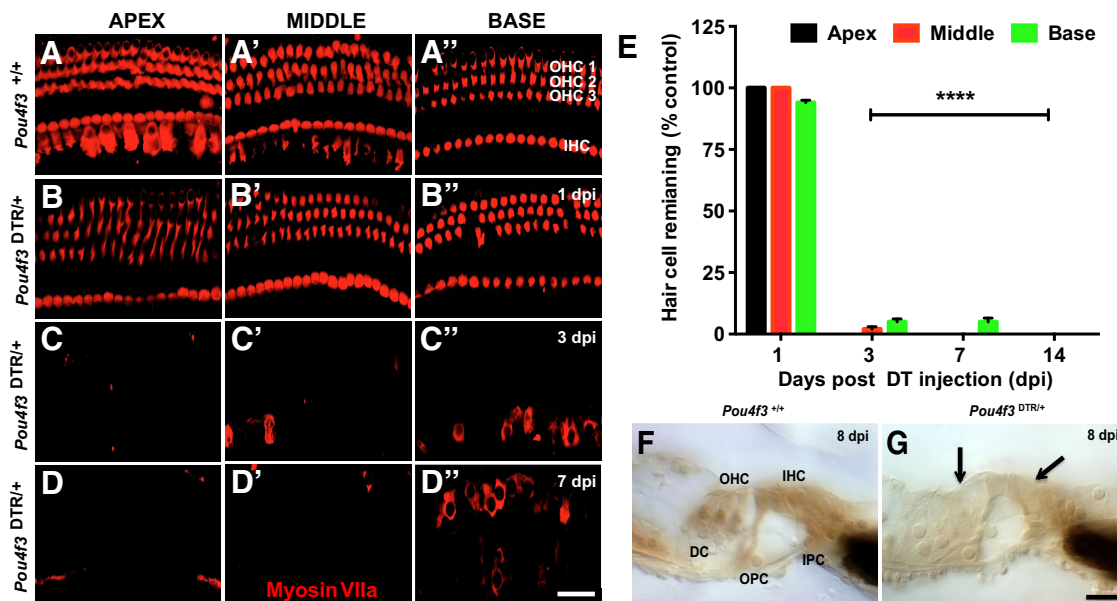 APEX MIDDLE BASE
Pou4f3 +/+
A A' A''
OHC 1
OHC 2
OHC 3
IHC
Pou4f3 DTR/+
B B' B'' 1 dpi
Pou4f3 DTR/+
C C' C'' 3 dpi
Pou4f3 DTR/+
D D' D'' 7 dpi
Myosin VIIa
E
Apex Middle Base
Hair cell remianing (% control)
125
100
75
50
25
0
****
1 3 7 14
Days post DT injection (dpi)
Pou4f3 +/+
F 8 dpi
OHC IHC
DC
OPC IPC
Pou4f3 DTR/+
G 8 dpi